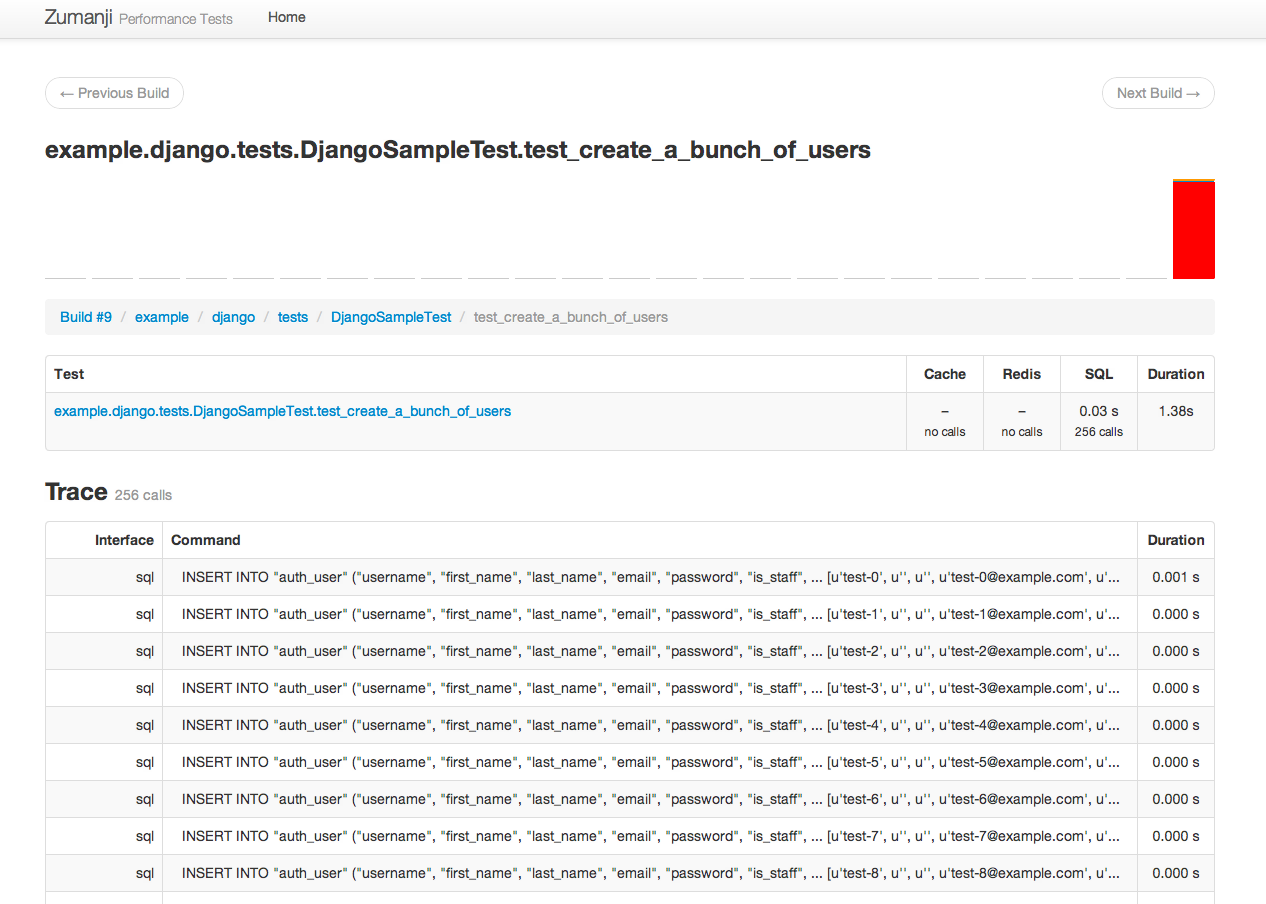 Zumanji Performance Tests Home
← Previous Build Next Build →
example.django.tests.DjangoSampleTest.test_create_a_bunch_of_users
Build #9 / example / django / tests / DjangoSampleTest / test_create_a_bunch_of_users
Test Cache Redis SQL Duration
example.django.tests.DjangoSampleTest.test_create_a_bunch_of_users – – 0.03 s 1.38s
no calls no calls 256 calls
Trace 256 calls
Interface Command Duration
sql INSERT INTO "auth_user" ("username", "first_name", "last_name", "email", "password", "is_staff", ... [u'test-0', u'', u'', u'test-0@example.com', u'... 0.001 s
sql INSERT INTO "auth_user" ("username", "first_name", "last_name", "email", "password", "is_staff", ... [u'test-1', u'', u'', u'test-1@example.com', u'... 0.000 s
sql INSERT INTO "auth_user" ("username", "first_name", "last_name", "email", "password", "is_staff", ... [u'test-2', u'', u'', u'test-2@example.com', u'... 0.000 s
sql INSERT INTO "auth_user" ("username", "first_name", "last_name", "email", "password", "is_staff", ... [u'test-3', u'', u'', u'test-3@example.com', u'... 0.000 s
sql INSERT INTO "auth_user" ("username", "first_name", "last_name", "email", "password", "is_staff", ... [u'test-4', u'', u'', u'test-4@example.com', u'... 0.000 s
sql INSERT INTO "auth_user" ("username", "first_name", "last_name", "email", "password", "is_staff", ... [u'test-5', u'', u'', u'test-5@example.com', u'... 0.000 s
sql INSERT INTO "auth_user" ("username", "first_name", "last_name", "email", "password", "is_staff", ... [u'test-6', u'', u'', u'test-6@example.com', u'... 0.000 s
sql INSERT INTO "auth_user" ("username", "first_name", "last_name", "email", "password", "is_staff", ... [u'test-7', u'', u'', u'test-7@example.com', u'... 0.000 s
sql INSERT INTO "auth_user" ("username", "first_name", "last_name", "email", "password", "is_staff", ... [u'test-8', u'', u'', u'test-8@example.com', u'... 0.000 s